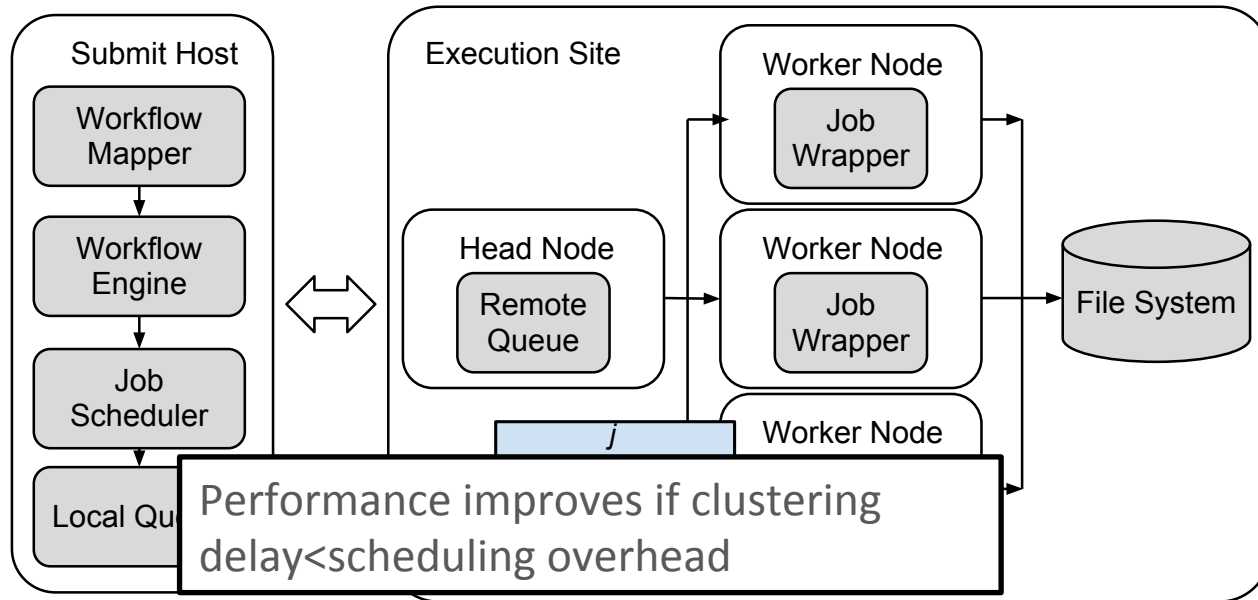 Submit Host
Workflow
Mapper
Workflow
Engine
Job
Scheduler
Local
Execution Site
Head Node
Remote
Queue
Worker Node
Job
Wrapper
Worker Node
Job
Wrapper
Worker Node
File System
j
Performance improves if clustering
delay<scheduling overhead